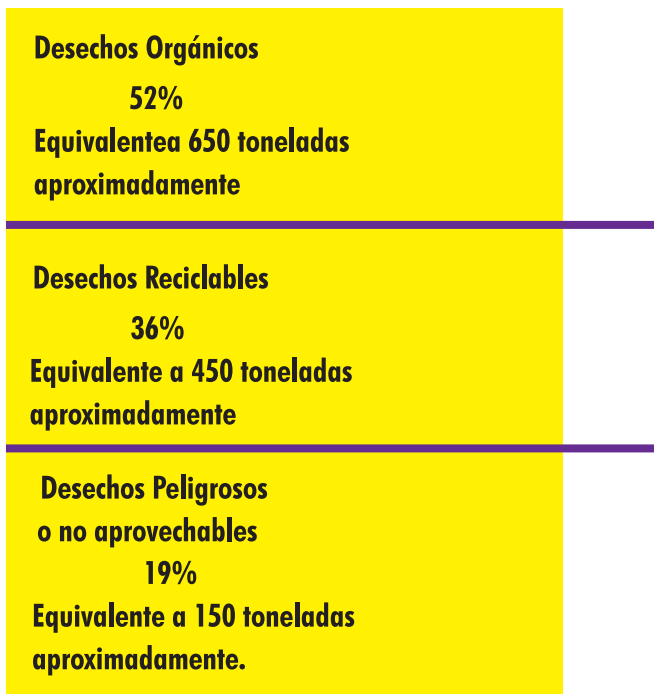 Desechos Orgánicos
52%
Equivalentea 650 toneladas
aproximadamente
Desechos Reciclables
36%
Equivalente a 450 toneladas
aproximadamente
Desechos Peligrosos
o no aprovechables
19%
Equivalente a 150 toneladas
aproximadamente.